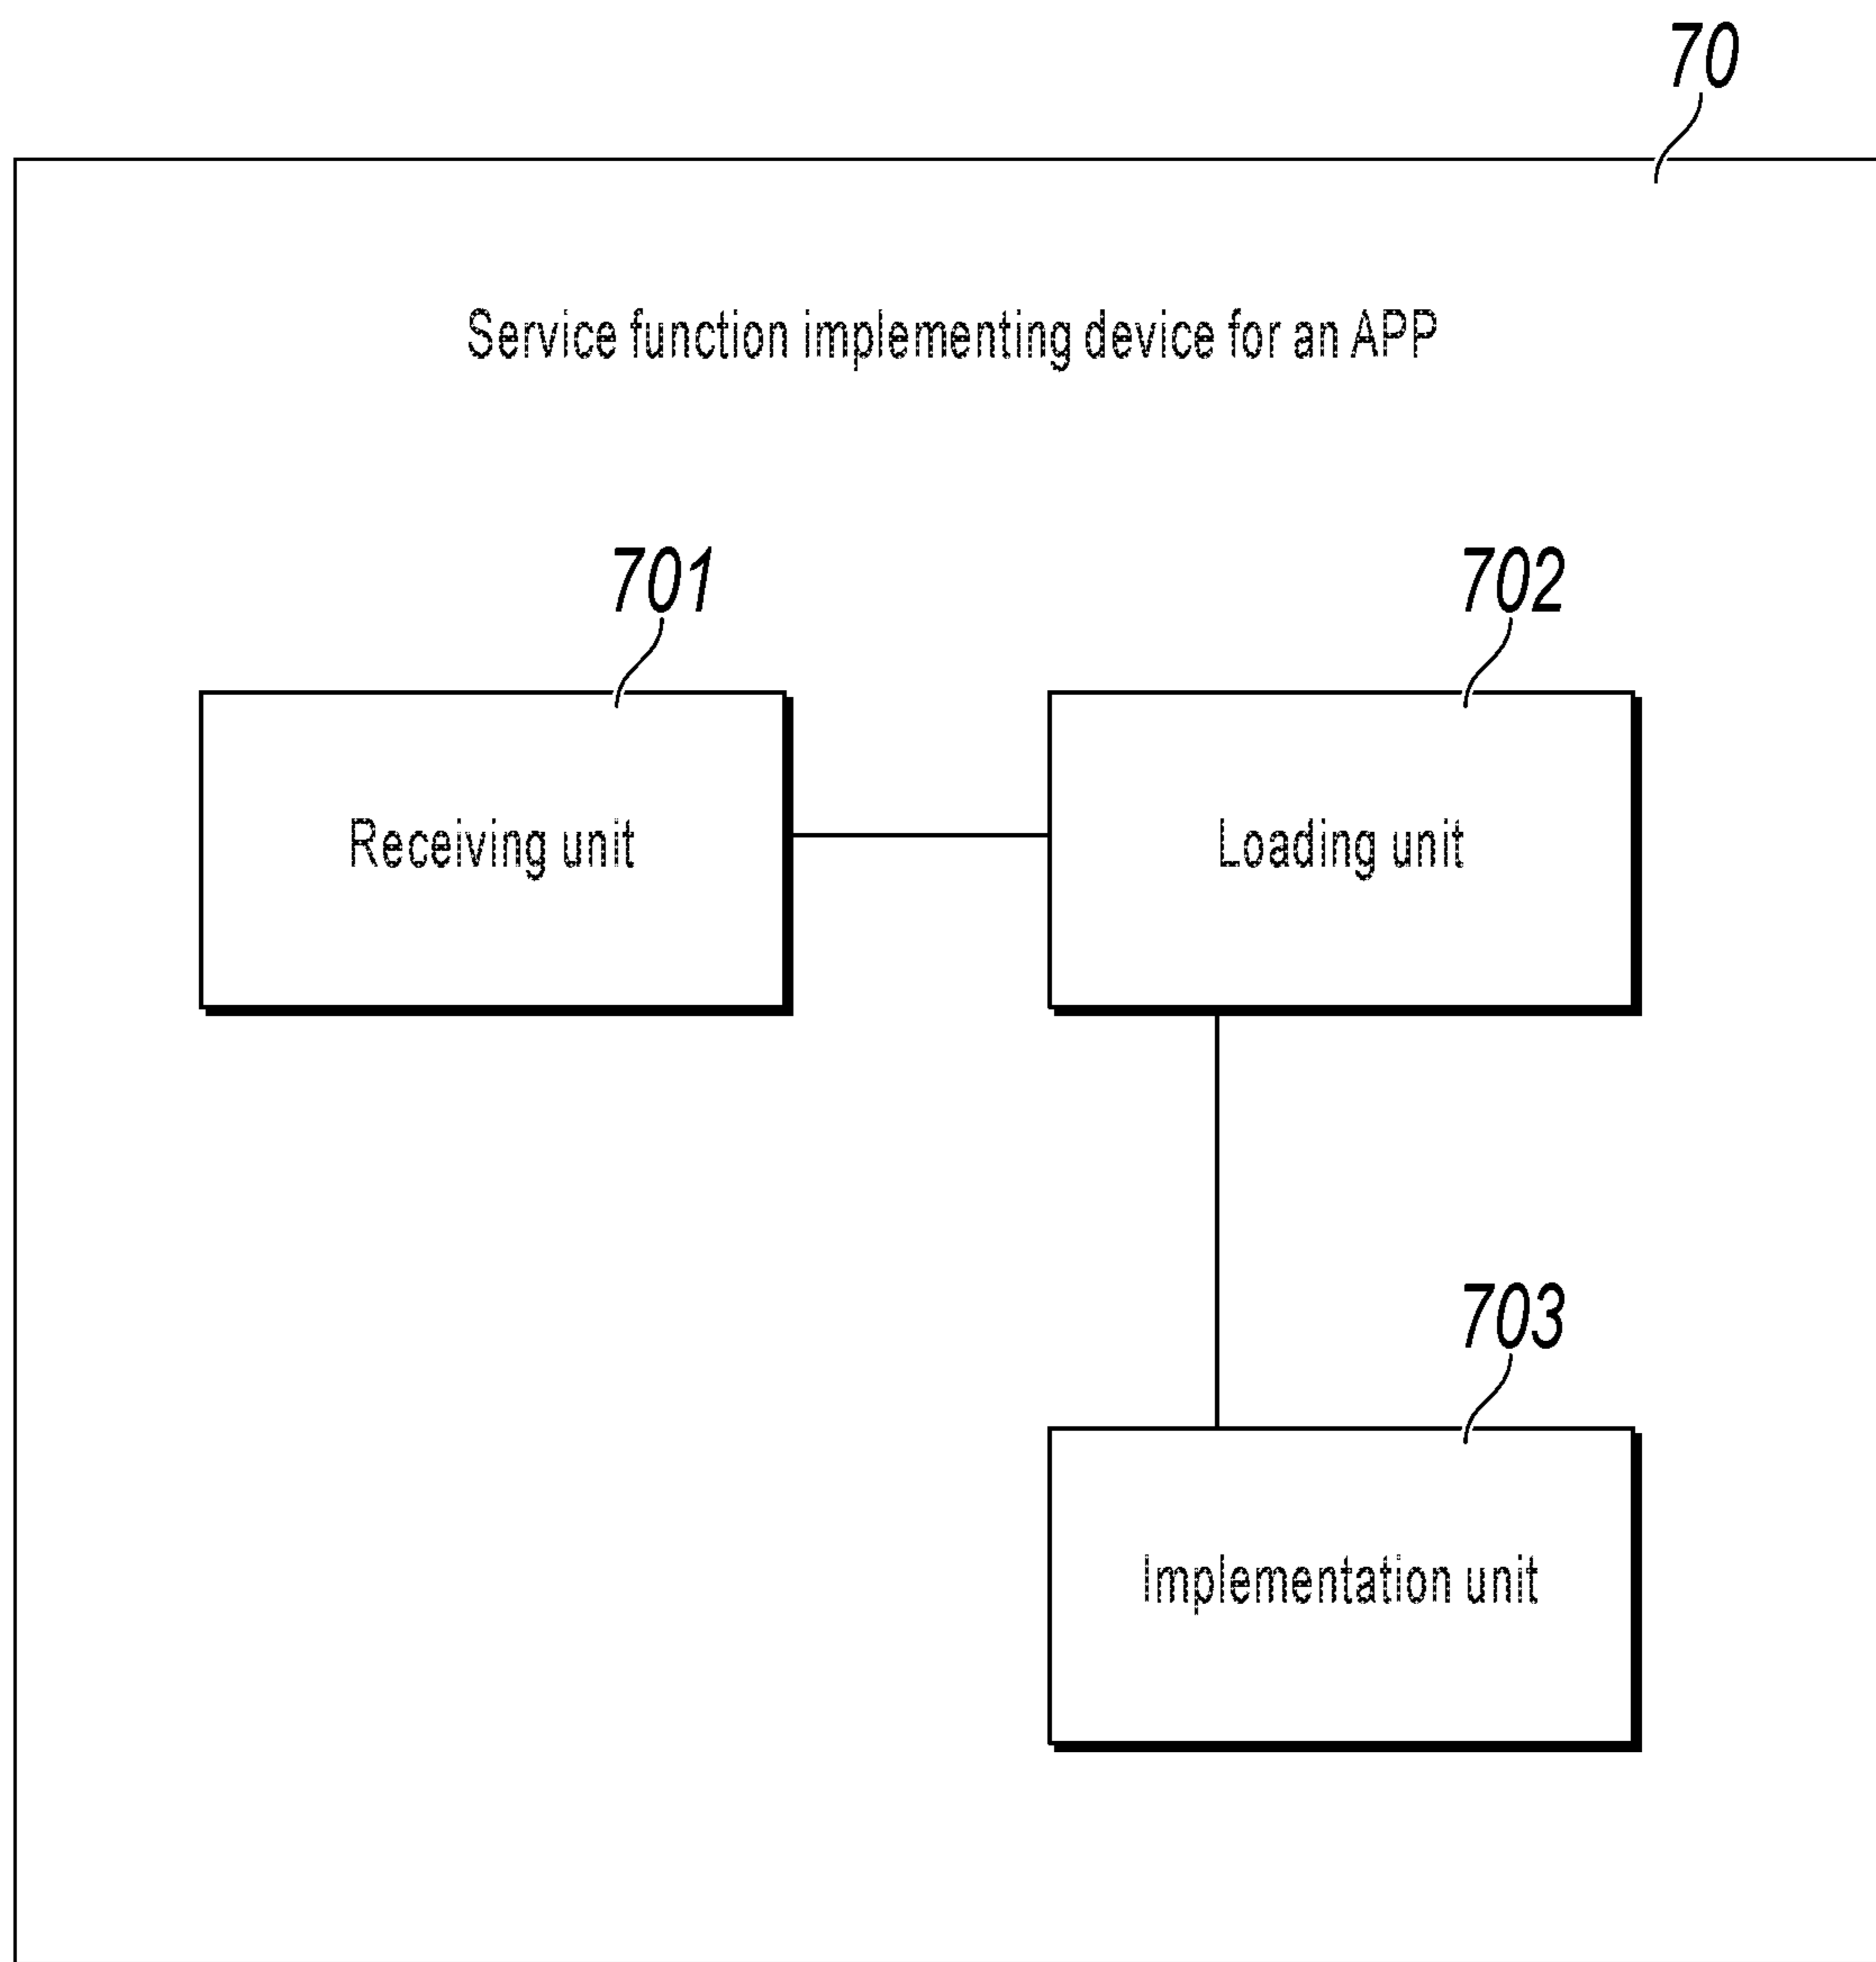 70
Service function implementing device for an APP
701
702
Receiving unit
Loading unit
703
Implementation unit